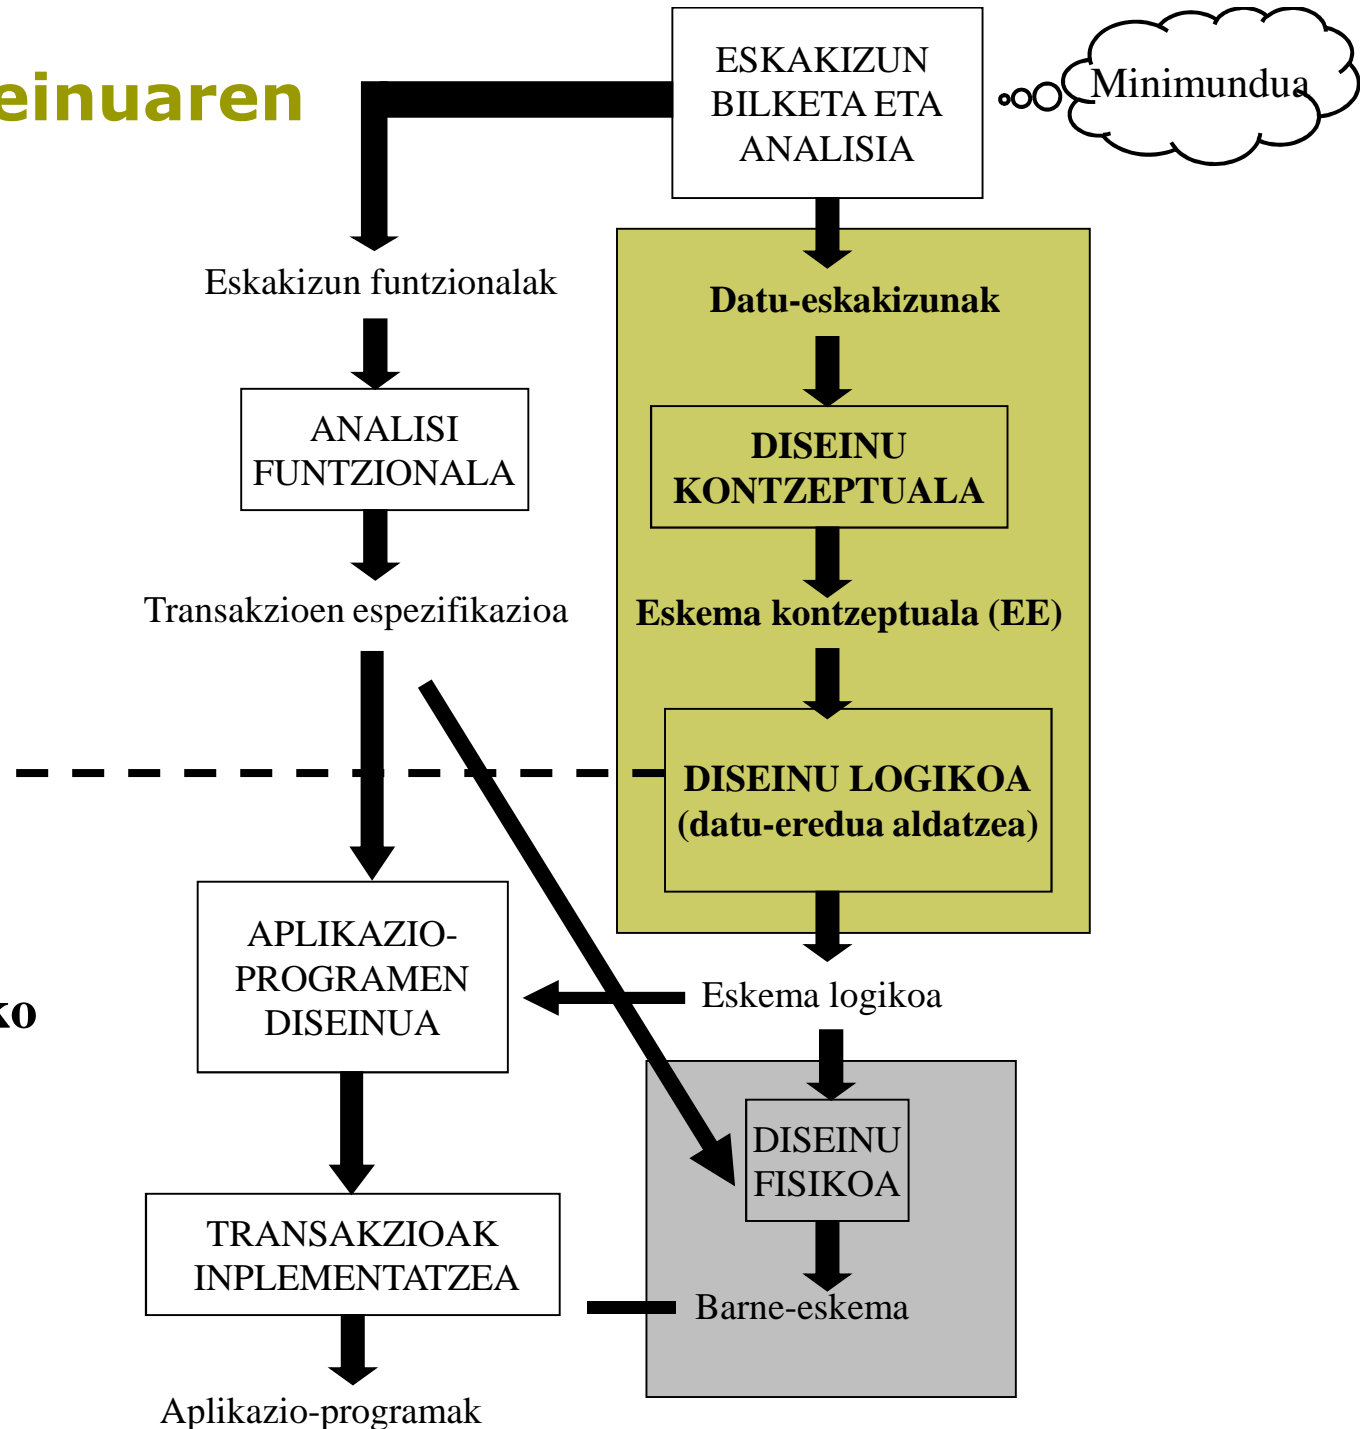 einuaren
ESKAKIZUN
BILKETA ETA
ANALISIA
Minimundua
Eskakizun funtzionalak
Datu-eskakizunak
ANALISI
FUNTZIONALA
DISEINU
KONTZEPTUALA
Transakzioen espezifikazioa
Eskema kontzeptuala (EE)
DISEINU LOGIKOA
(datu-eredua aldatzea)
APLIKAZIO-
PROGRAMEN
DISEINUA
Eskema logikoa
ko
DISEINU
FISIKOA
TRANSAKZIOAK
INPLEMENTATZEA
Barne-eskema
Aplikazio-programak